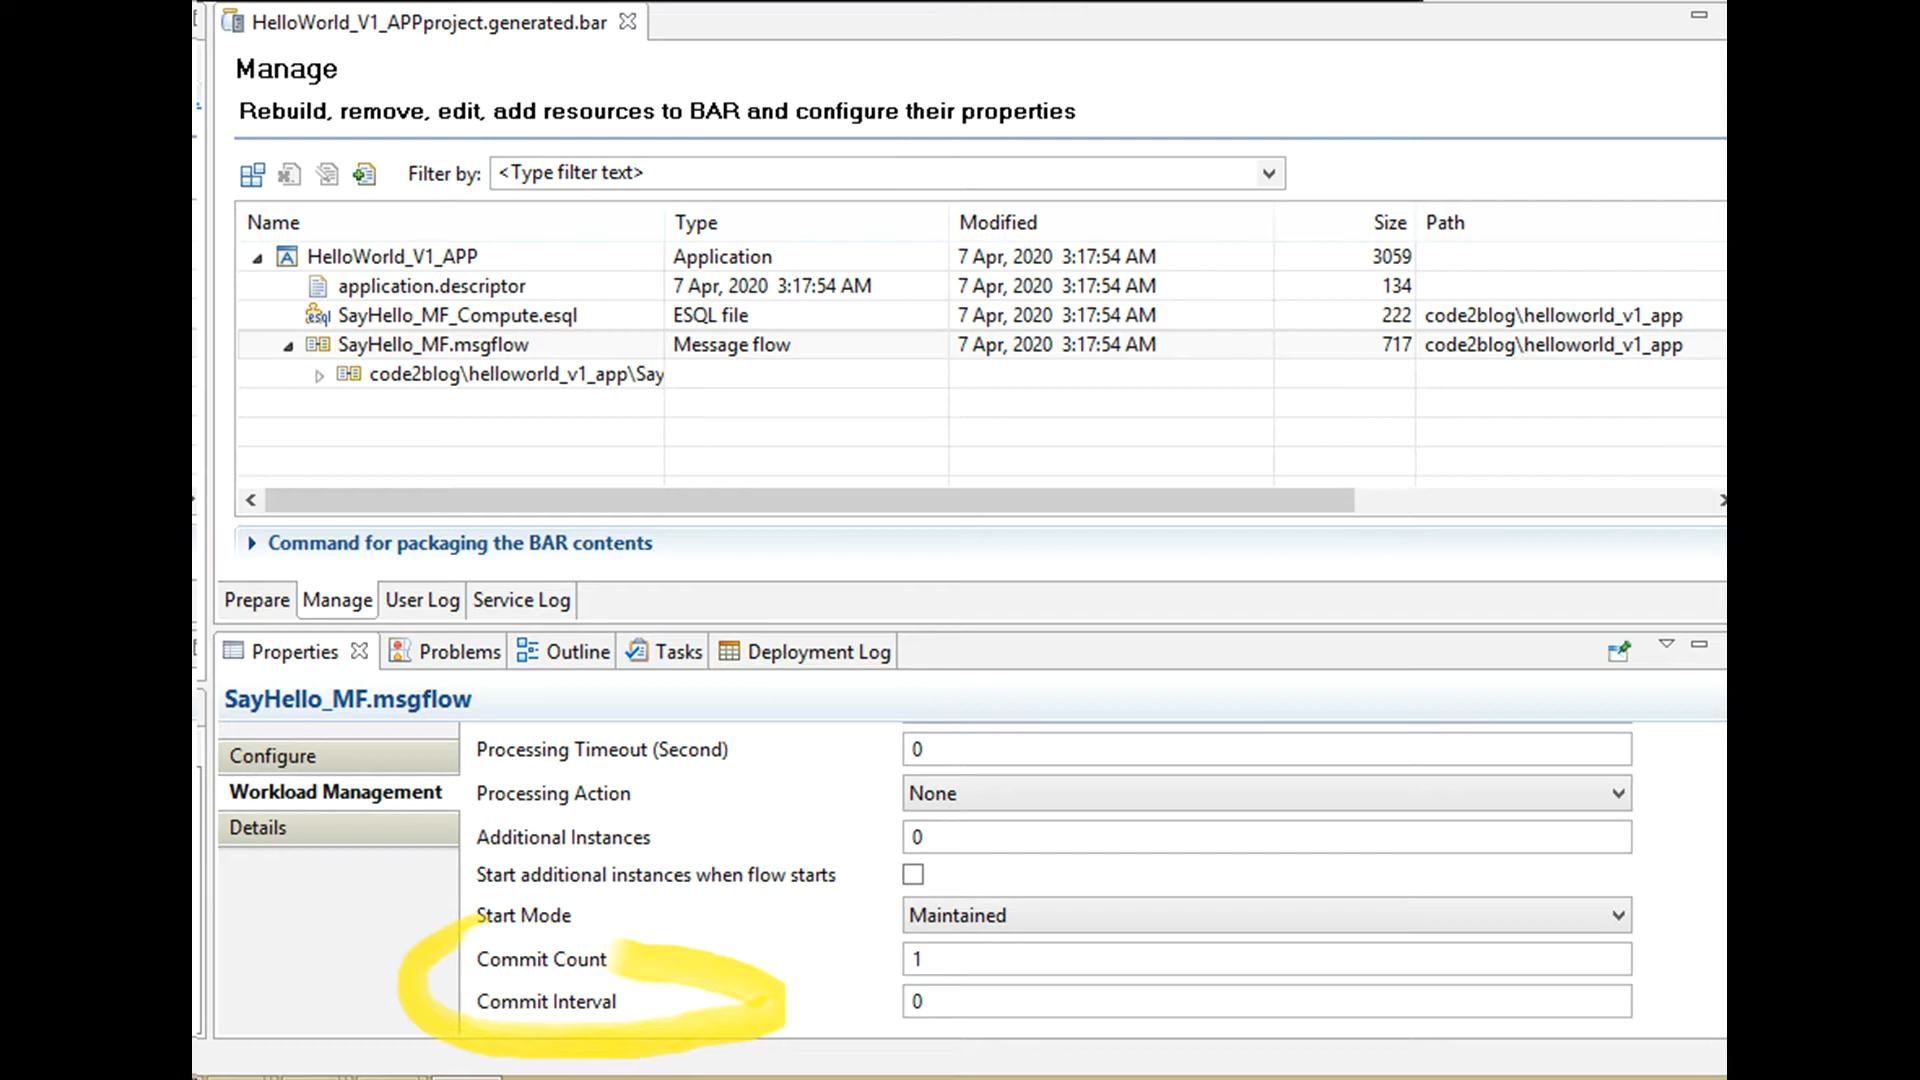 HelloWorld_V1_APPproject.generated.bar
Manage
Rebuild, remove, edit, add resources to BAR and configure their properties
Filter by: <Type filter text>
Name Type Modified Size Path
HelloWorld_V1_APP Application 7 Apr, 2020 3:17:54 AM 3059
application.descriptor 7 Apr, 2020 3:17:54 AM 7 Apr, 2020 3:17:54 AM 134
esql SayHello_MF_Compute.esql ESQL file 7 Apr, 2020 3:17:54 AM 222 code2blog\helloworld_v1_app
SayHello_MF.msgflow Message flow 7 Apr, 2020 3:17:54 AM 717 code2blog\helloworld_v1_app
code2blog\helloworld_v1_app\Say
Command for packaging the BAR contents
Prepare Manage User Log Service Log
Properties Problems Outline Tasks Deployment Log
SayHello_MF.msgflow
Configure
Workload Management
Details
Processing Timeout (Second) 0
Processing Action None
Additional Instances 0
Start additional instances when flow starts
Start Mode Maintained
Commit Count 1
Commit Interval 0